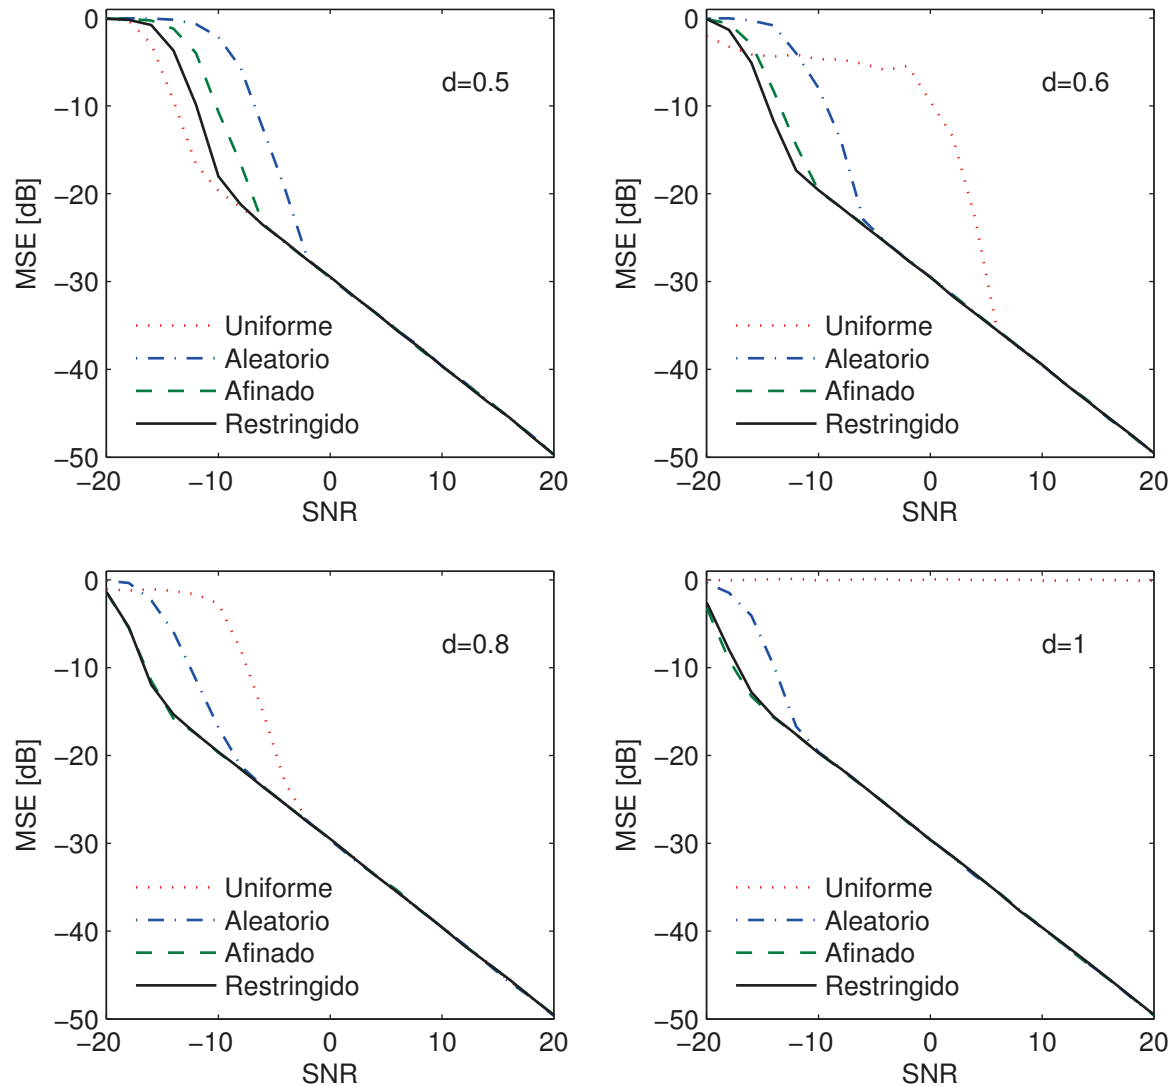 0
−10
−20
−30
−40
−50
MSE [dB]
d=0.5
Uniforme
Aleatorio
Afinado
Restringido
−20
−10
0
10
20
SNR
0
−10
−20
−30
−40
−50
MSE [dB]
d=0.6
Uniforme
Aleatorio
Afinado
Restringido
−20
−10
0
10
20
SNR
0
−10
−20
−30
−40
−50
MSE [dB]
d=0.8
Uniforme
Aleatorio
Afinado
Restringido
−20
−10
0
10
20
SNR
0
−10
−20
−30
−40
−50
MSE [dB]
d=1
Uniforme
Aleatorio
Afinado
Restringido
−20
−10
0
10
20
SNR